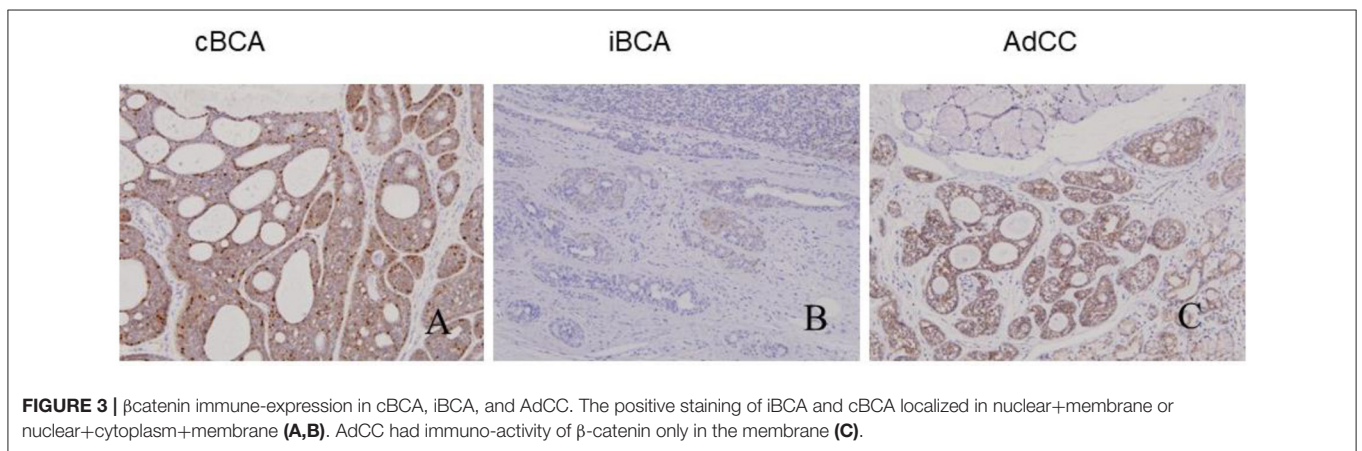 cBCA iBCA AdCC
A B C
FIGURE 3 | βcatenin immune-expression in cBCA, iBCA, and AdCC. The positive staining of iBCA and cBCA localized in nuclear+membrane or
nuclear+cytoplasm+membrane (A,B). AdCC had immuno-activity of β-catenin only in the membrane (C).